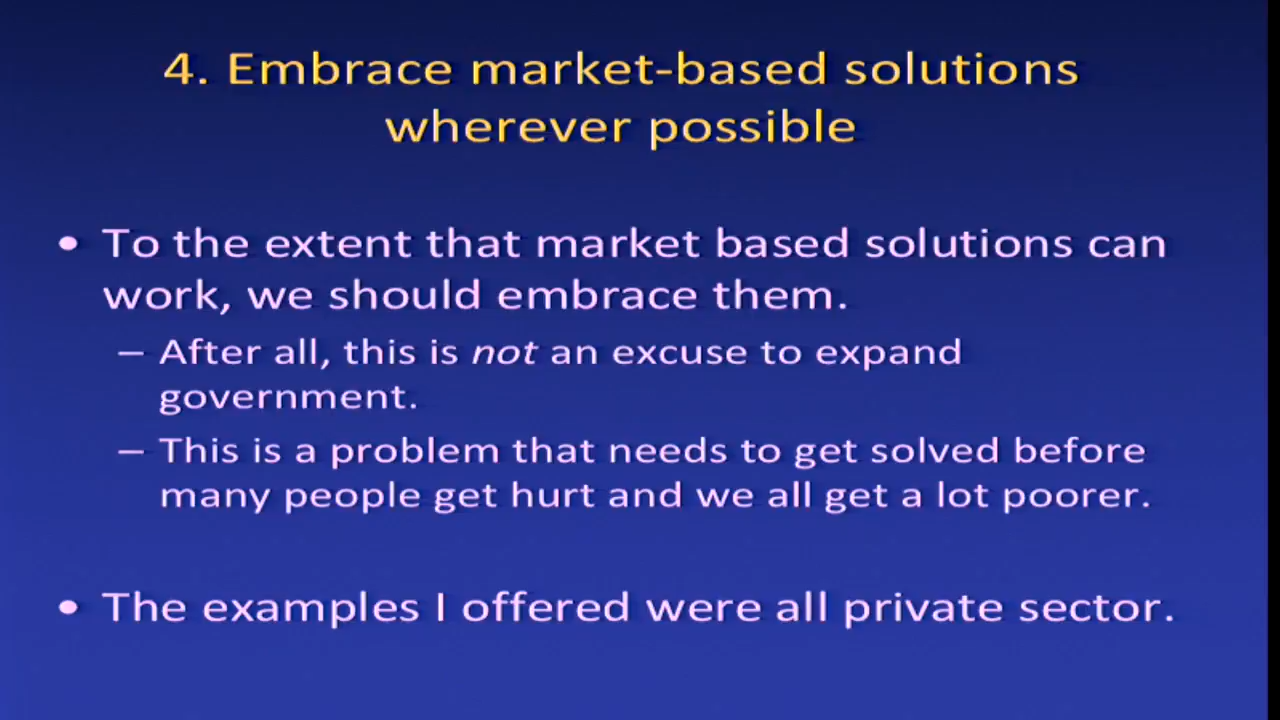 4. Embrace market-based solutions
wherever possible
• To the extent that market based solutions can
work, we should embrace them.
– After all, this is not an excuse to expand
government.
– This is a problem that needs to get solved before
many people get hurt and we all get a lot poorer.
• The examples I offered were all private sector.